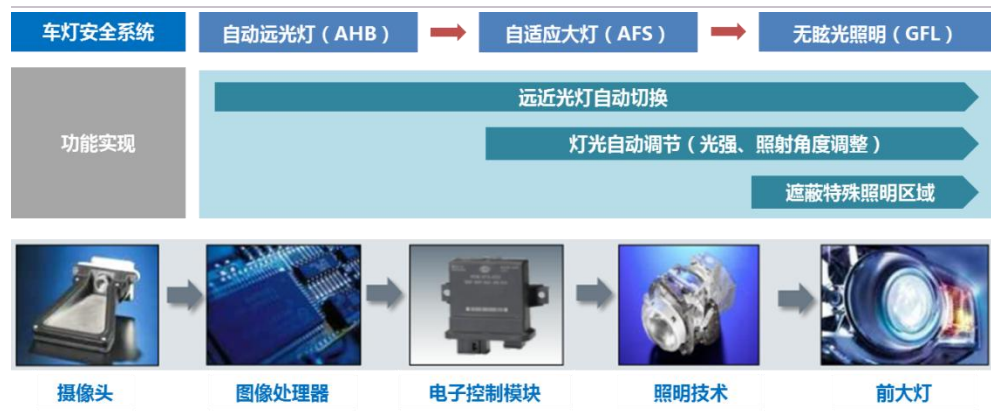 车灯安全系统
自动远光灯（AHB）
自适应大灯（AFS）
无眩光照明（GFL）
功能实现
远近光灯自动切换
灯光自动调节（光强、照射角度调整）
遮蔽特殊照明区域
摄像头
图像处理器
电子控制模块
照明技术
前大灯